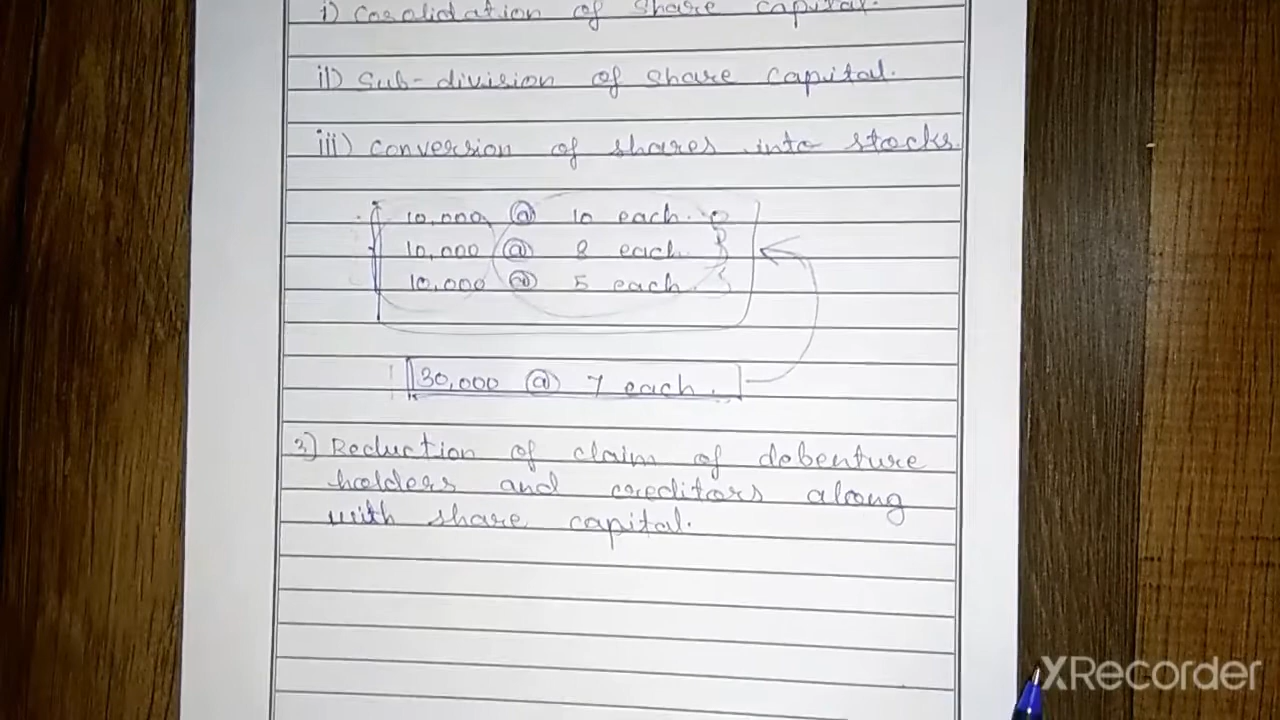 i) Cosolidation of share capital.
ii) Sub-division of share capital.
iii) Conversion of shares into stocks.
10,000 @ 10 each.
10,000 @ 8 each.
10,000 @ 5 each.
30,000 @ 7 each.
3) Reduction of claim of debenture
holders and creditors along
with share capital.
XRecorder